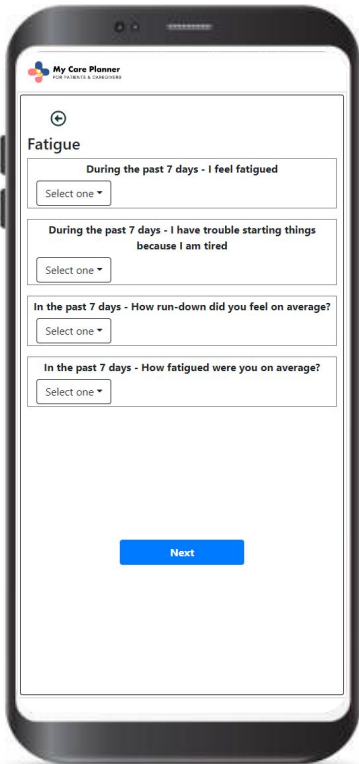 My Care Planner
FOR PATIENTS & CAREGIVERS
Fatigue
During the past 7 days - I feel fatigued
Select one
During the past 7 days - I have trouble starting things
because I am tired
Select one
In the past 7 days - How run-down did you feel on average?
Select one
In the past 7 days - How fatigued were you on average?
Select one
Next